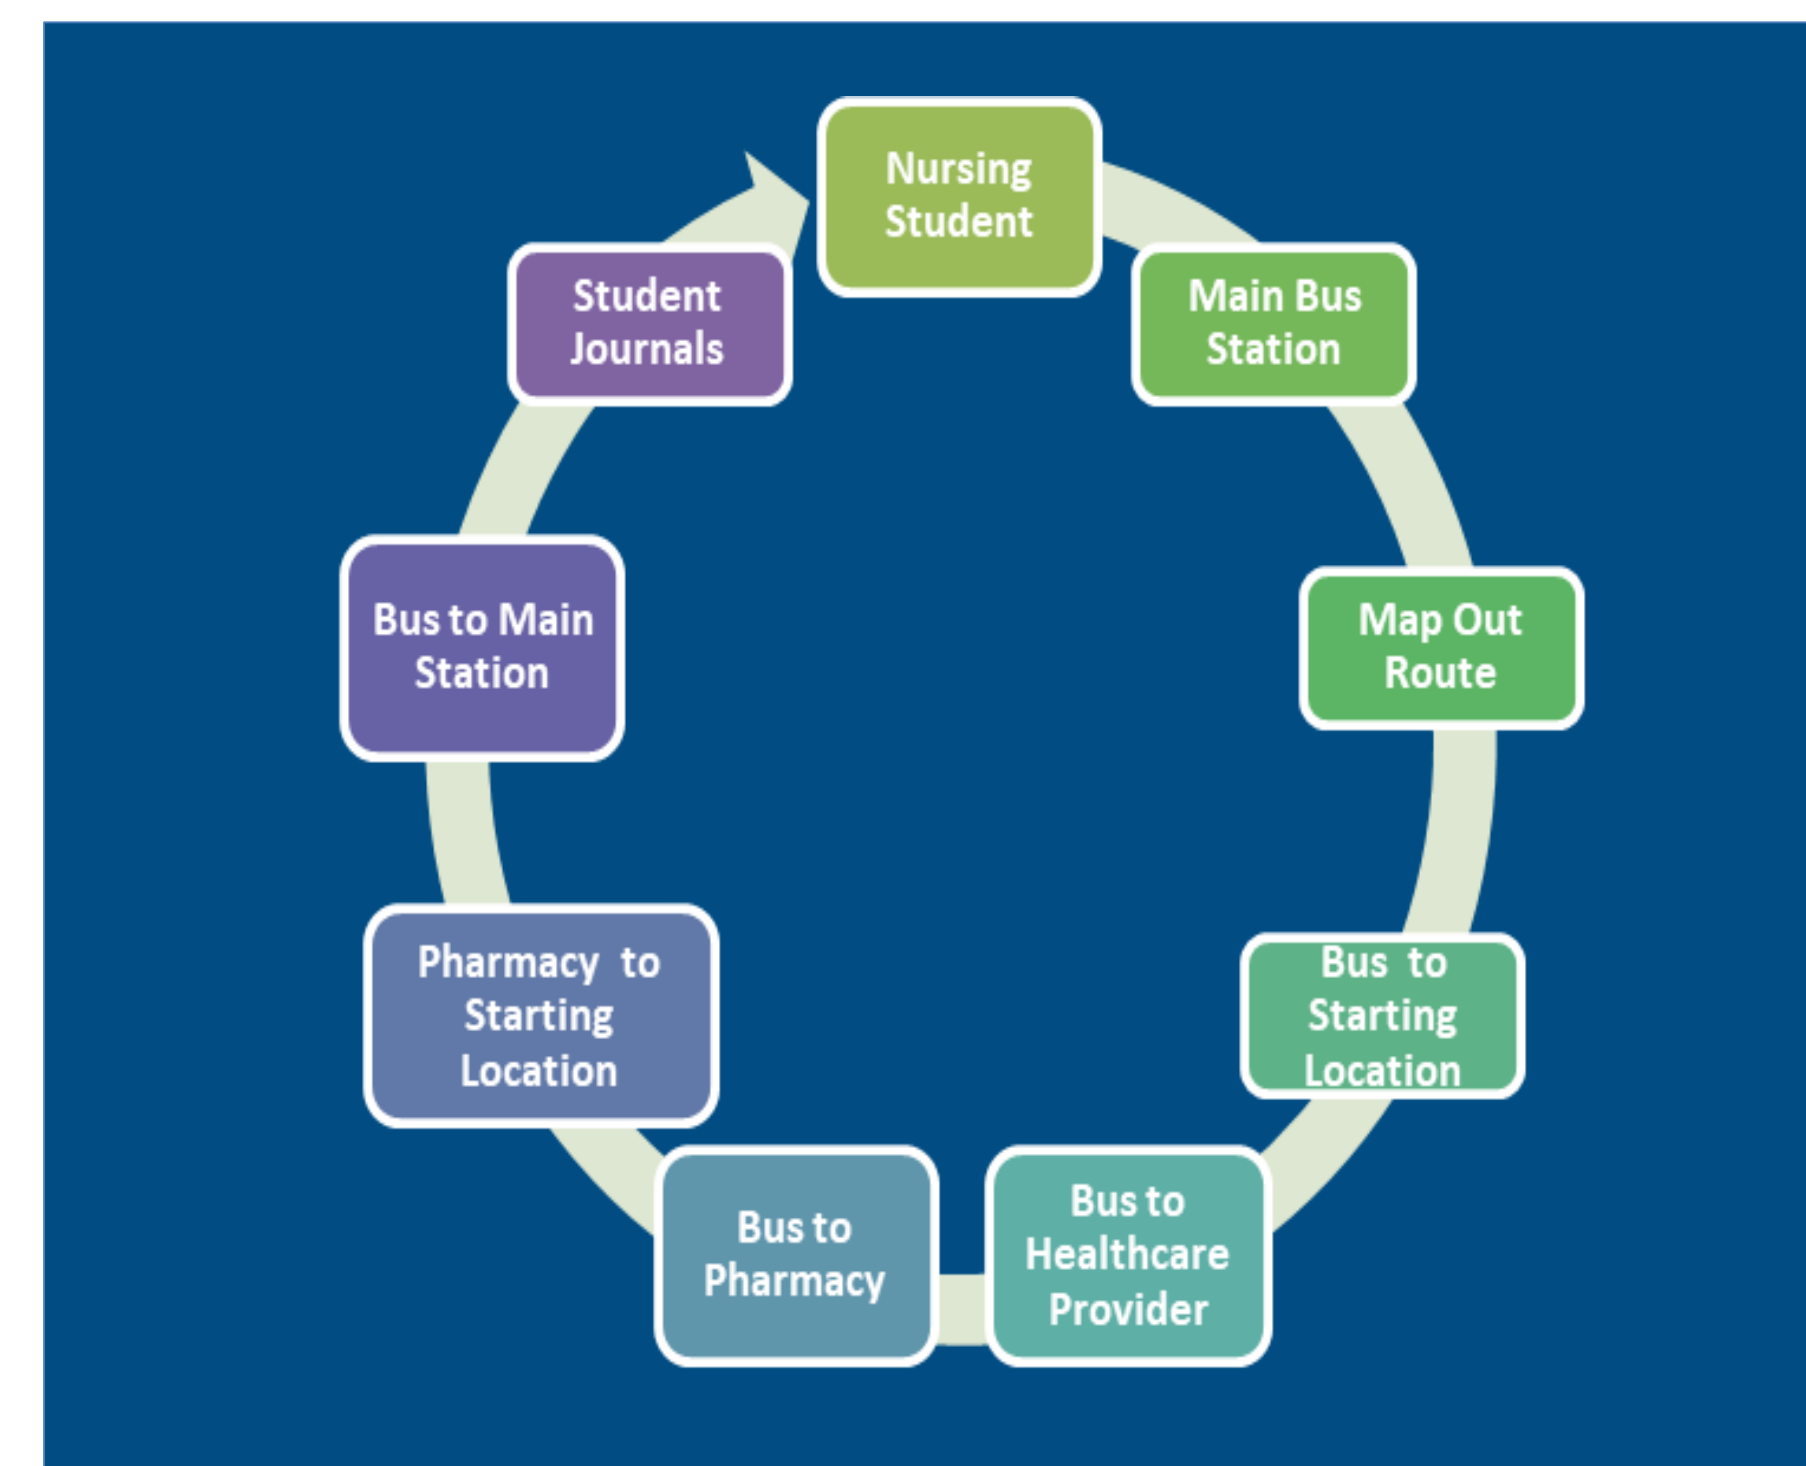 Nursing
Student
Main Bus
Station
Map Out
Route
Bus to
Starting
Location
Bus to
Healthcare
Provider
Bus to
Pharmacy
Pharmacy to
Starting
Location
Bus to Main
Station
Student
Journals